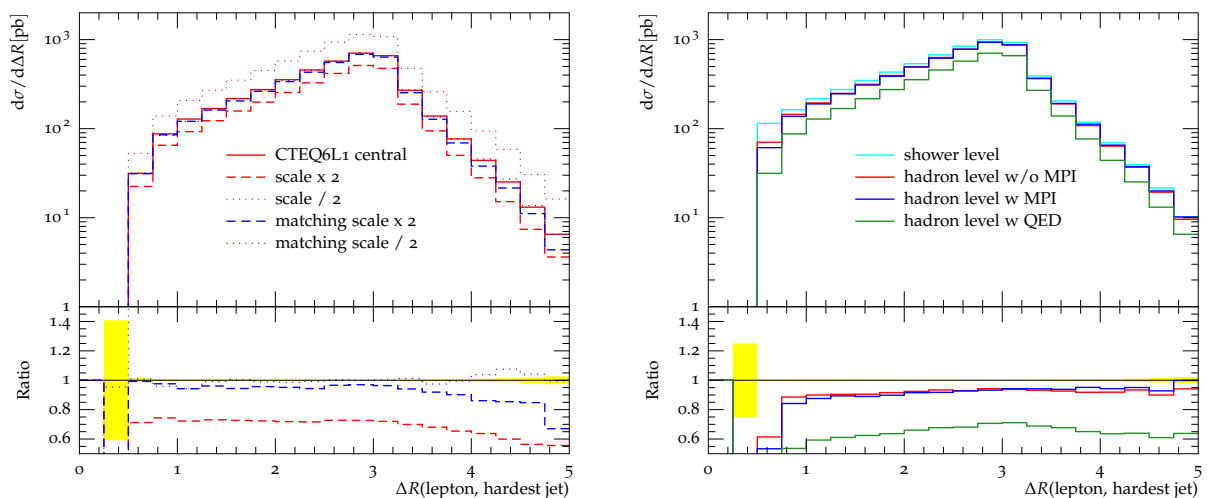 dσ/dΔR[pb]
10³
10²
10¹
1
CTEQ6L1 central
scale x 2
scale / 2
matching scale x 2
matching scale / 2
Ratio
1.4
1.2
1
0.8
0.6
0 1 2 3 4 5
ΔR(lepton, hardest jet)
dσ/dΔR[pb]
10³
10²
10¹
1
shower level
hadron level w/o MPI
hadron level w MPI
hadron level w QED
Ratio
1.4
1.2
1
0.8
0.6
0 1 2 3 4 5
ΔR(lepton, hardest jet)